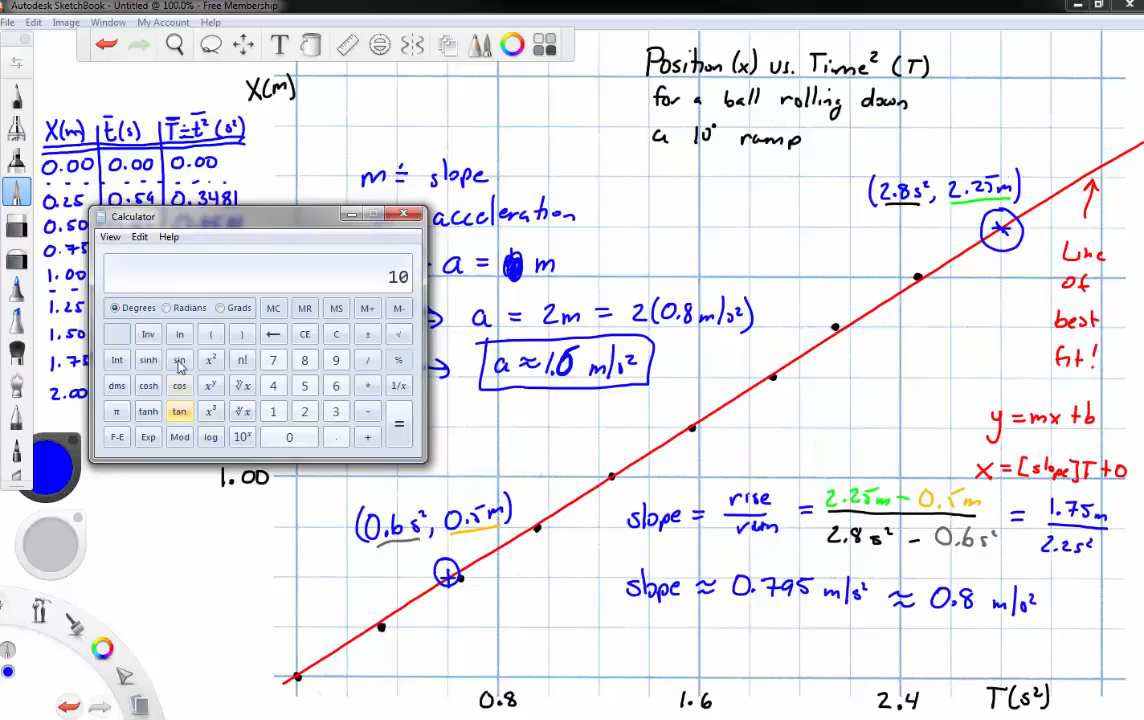 Autodesk SketchBook - Untitled @ 100.0% - Free Membership
File Edit Image Window My Account Help
Position (x) vs. Time² (T)
for a ball rolling down
a 10° ramp
X(m)
X(m) t̄(s) T≐t̄²(s²)
0.00 0.00 0.00
0.25 0.59 0.3481
0.50
0.75
1.00
1.25
1.50
1.75
2.00
m ≐ slope
acceleration
a = m
a = 2m = 2(0.8m/s²)
a ≈ 1.6 m/s²
Calculator
View Edit Help
10
Degrees Radians Grads MC MR MS M+ M-
Inv ln ( ) ← CE C ± √
Int sinh sin x² n! 7 8 9 / %
dms cosh cos xʸ ʸ√x 4 5 6 * 1/x
π tanh tan x³ ³√x 1 2 3 - =
F-E Exp Mod log 10ˣ 0 . +
(2.8s², 2.25m)
Line
of
best
fit!
y = mx + b
x = [slope]T + 0
1.00
(0.6s², 0.5m)
slope = rise/run = 2.25m - 0.5m / 2.8s² - 0.6s² = 1.75m / 2.2s²
slope ≈ 0.795 m/s² ≈ 0.8 m/s²
0.8 1.6 2.4 T(s²)